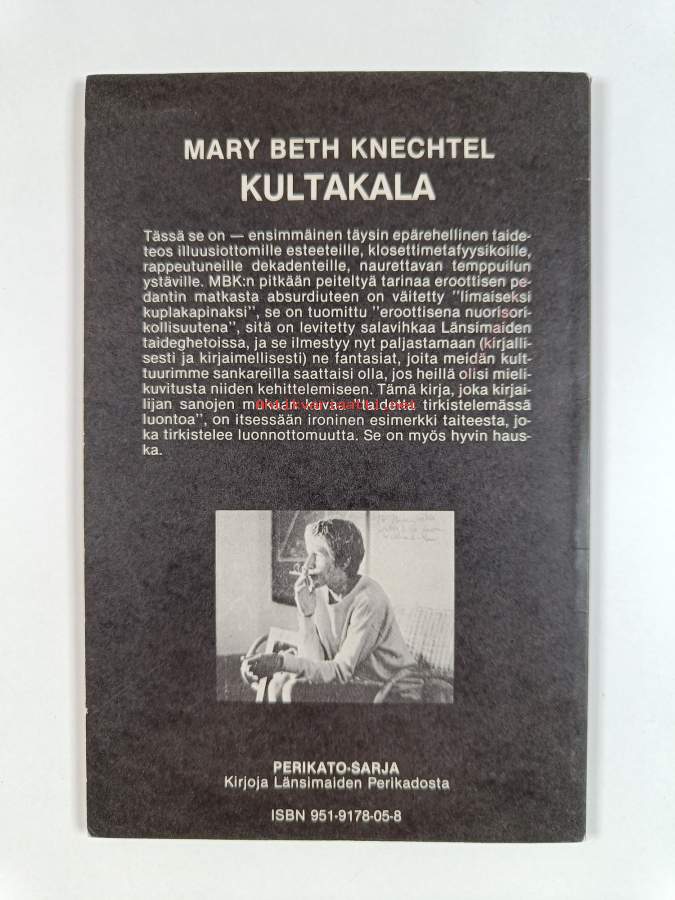 MARY BETH KNECHTEL
KULTAKALA
Tässä se on — ensimmäinen täysin epärehellinen taide-
teos illuusiottomille esteeteille, klosettimetafyysikoille,
rappeutuneille dekadenteille, naurettavan temppuilun
ystäville. MBK:n pitkään peiteltyä tarinaa eroottisen pe-
dantin matkasta absurdiuteen on väitetty "limaiseksi
kuplakapinaksi", se on tuomittu "eroottisena nuorisori-
kollisuutena", sitä on levitetty salavihkaa Länsimaiden
taideghetoissa, ja se ilmestyy nyt paljastamaan (kirjalli-
sesti ja kirjaimellisesti) ne fantasiat, joita meidän kult-
tuurimme sankareilla saattaisi olla, jos heillä olisi mieli-
kuvitusta niiden kehittelemiseen. Tämä kirja, joka kirjai-
lijan sanojen mukaan kuvaa "taidetta tirkistelemässä
luontoa", on itsessään ironinen esimerkki taiteesta, jo-
ka tirkistelee luonnottomuutta. Se on myös hyvin haus-
ka.
PERIKATO-SARJA
Kirjoja Länsimaiden Perikadosta
ISBN 951-9178-05-8